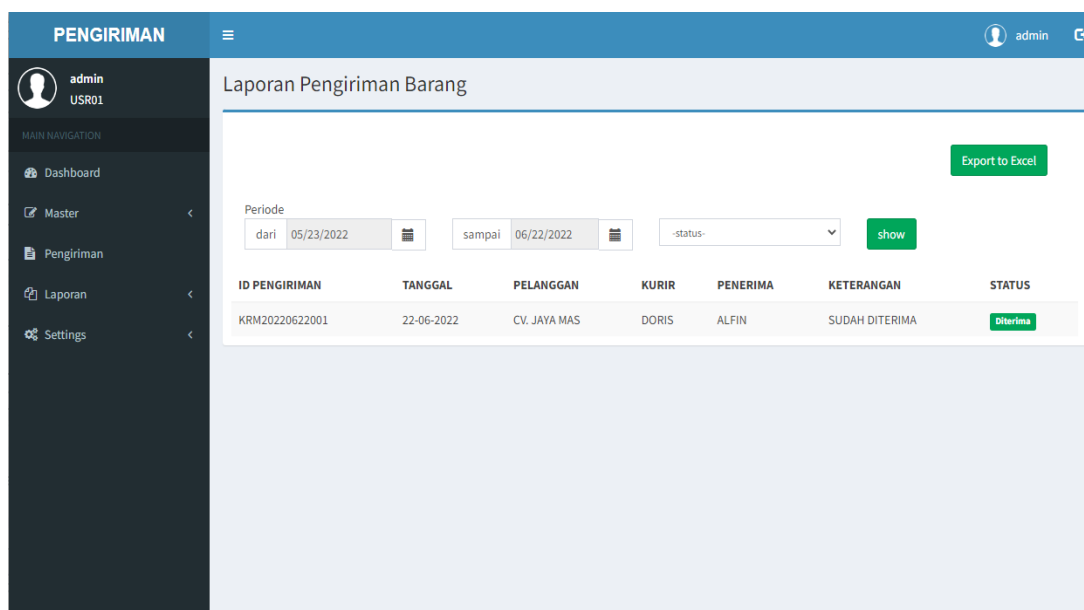 PENGIRIMAN
admin
admin
USR01
MAIN NAVIGATION
Dashboard
Master
Pengiriman
Laporan
Settings
Laporan Pengiriman Barang
Export to Excel
Periode
dari 05/23/2022 sampai 06/22/2022 -status- show
ID PENGIRIMAN TANGGAL PELANGGAN KURIR PENERIMA KETERANGAN STATUS
KRM20220622001 22-06-2022 CV. JAYA MAS DORIS ALFIN SUDAH DITERIMA Diterima